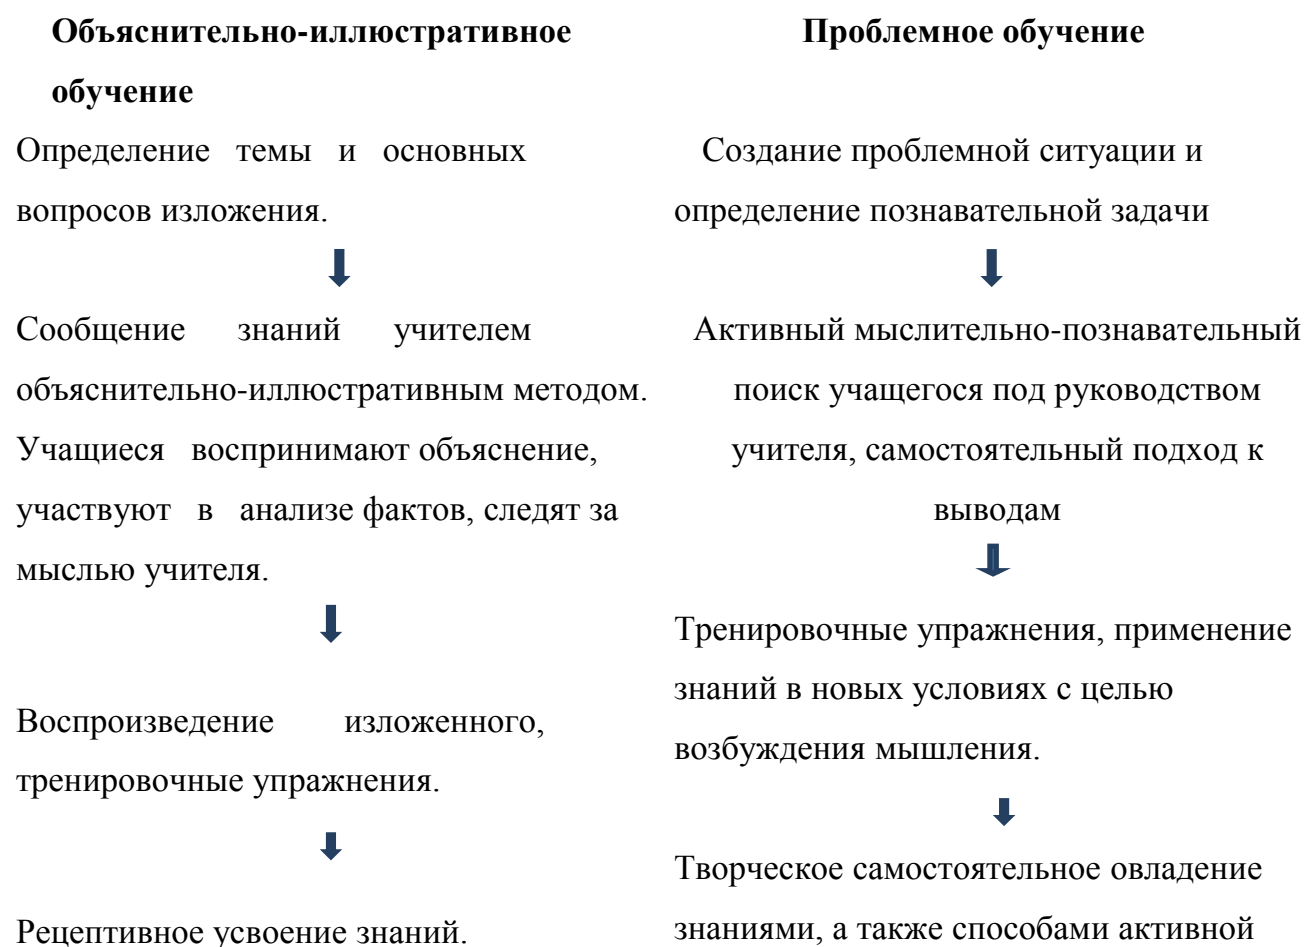 Объяснительно-иллюстративное
обучение
Определение темы и основных
вопросов изложения.
Сообщение знаний учителем
объяснительно-иллюстративным методом.
Учащиеся воспринимают объяснение,
участвуют в анализе фактов, следят за
мыслью учителя.
Воспроизведение изложенного,
тренировочные упражнения.
Рецептивное усвоение знаний.
Проблемное обучение
Создание проблемной ситуации и
определение познавательной задачи
Активный мыслительно-познавательный
поиск учащегося под руководством
учителя, самостоятельный подход к
выводам
Тренировочные упражнения, применение
знаний в новых условиях с целью
возбуждения мышления.
Творческое самостоятельное овладение
знаниями, а также способами активной